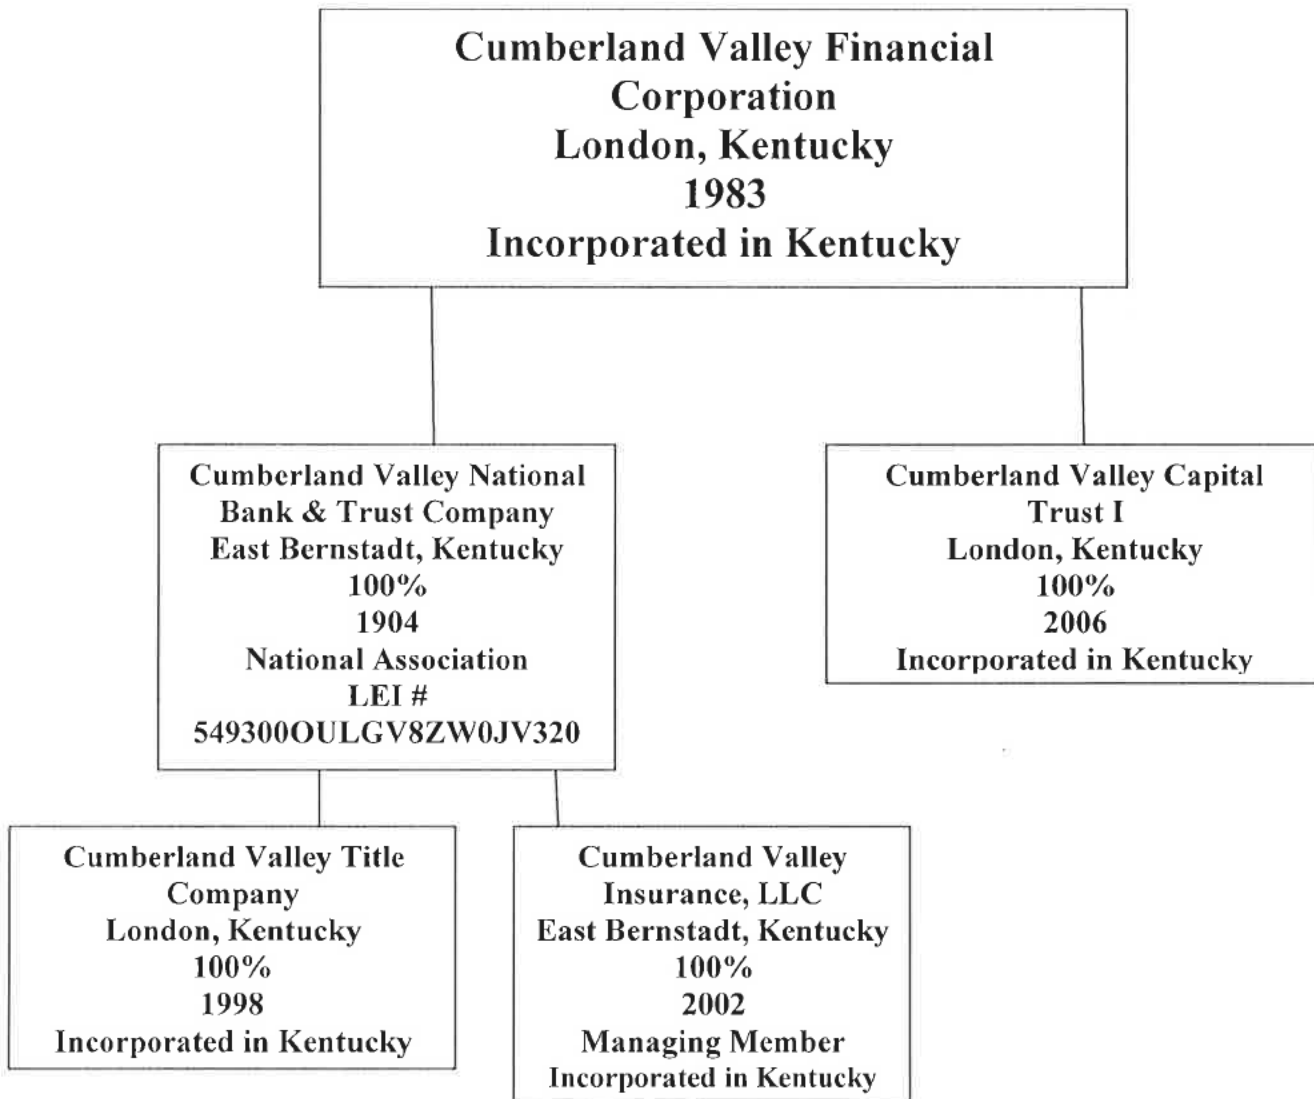 Cumberland Valley Financial
Corporation
London, Kentucky
1983
Incorporated in Kentucky
Cumberland Valley National
Bank & Trust Company
East Bernstadt, Kentucky
100%
1904
National Association
LEI #
549300OULGV8ZW0JV320
Cumberland Valley Capital
Trust I
London, Kentucky
100%
2006
Incorporated in Kentucky
Cumberland Valley Title
Company
London, Kentucky
100%
1998
Incorporated in Kentucky
Cumberland Valley
Insurance, LLC
East Bernstadt, Kentucky
100%
2002
Managing Member
Incorporated in Kentucky